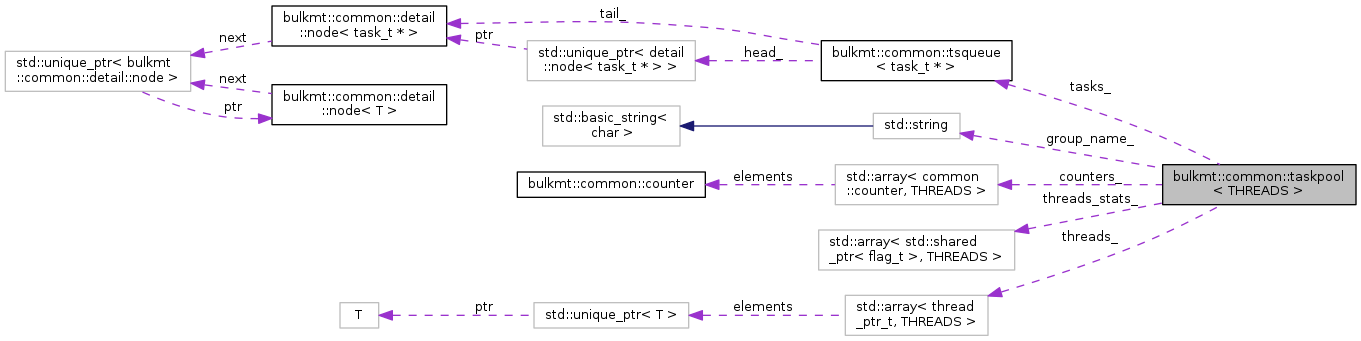 bulkmt::common::detail
::node< task_t * >
tail_
next
ptr
std::unique_ptr< bulkmt
::common::detail::node >
std::unique_ptr< detail
::node< task_t * > >
head_
bulkmt::common::tsqueue
< task_t * >
next
ptr
bulkmt::common::detail
::node< T >
tasks_
std::basic_string<
char >
std::string
group_name_
bulkmt::common::counter
elements
std::array< common
::counter, THREADS >
counters_
bulkmt::common::taskpool
< THREADS >
threads_stats_
std::array< std::shared
_ptr< flag_t >, THREADS >
threads_
T
ptr
std::unique_ptr< T >
elements
std::array< thread
_ptr_t, THREADS >